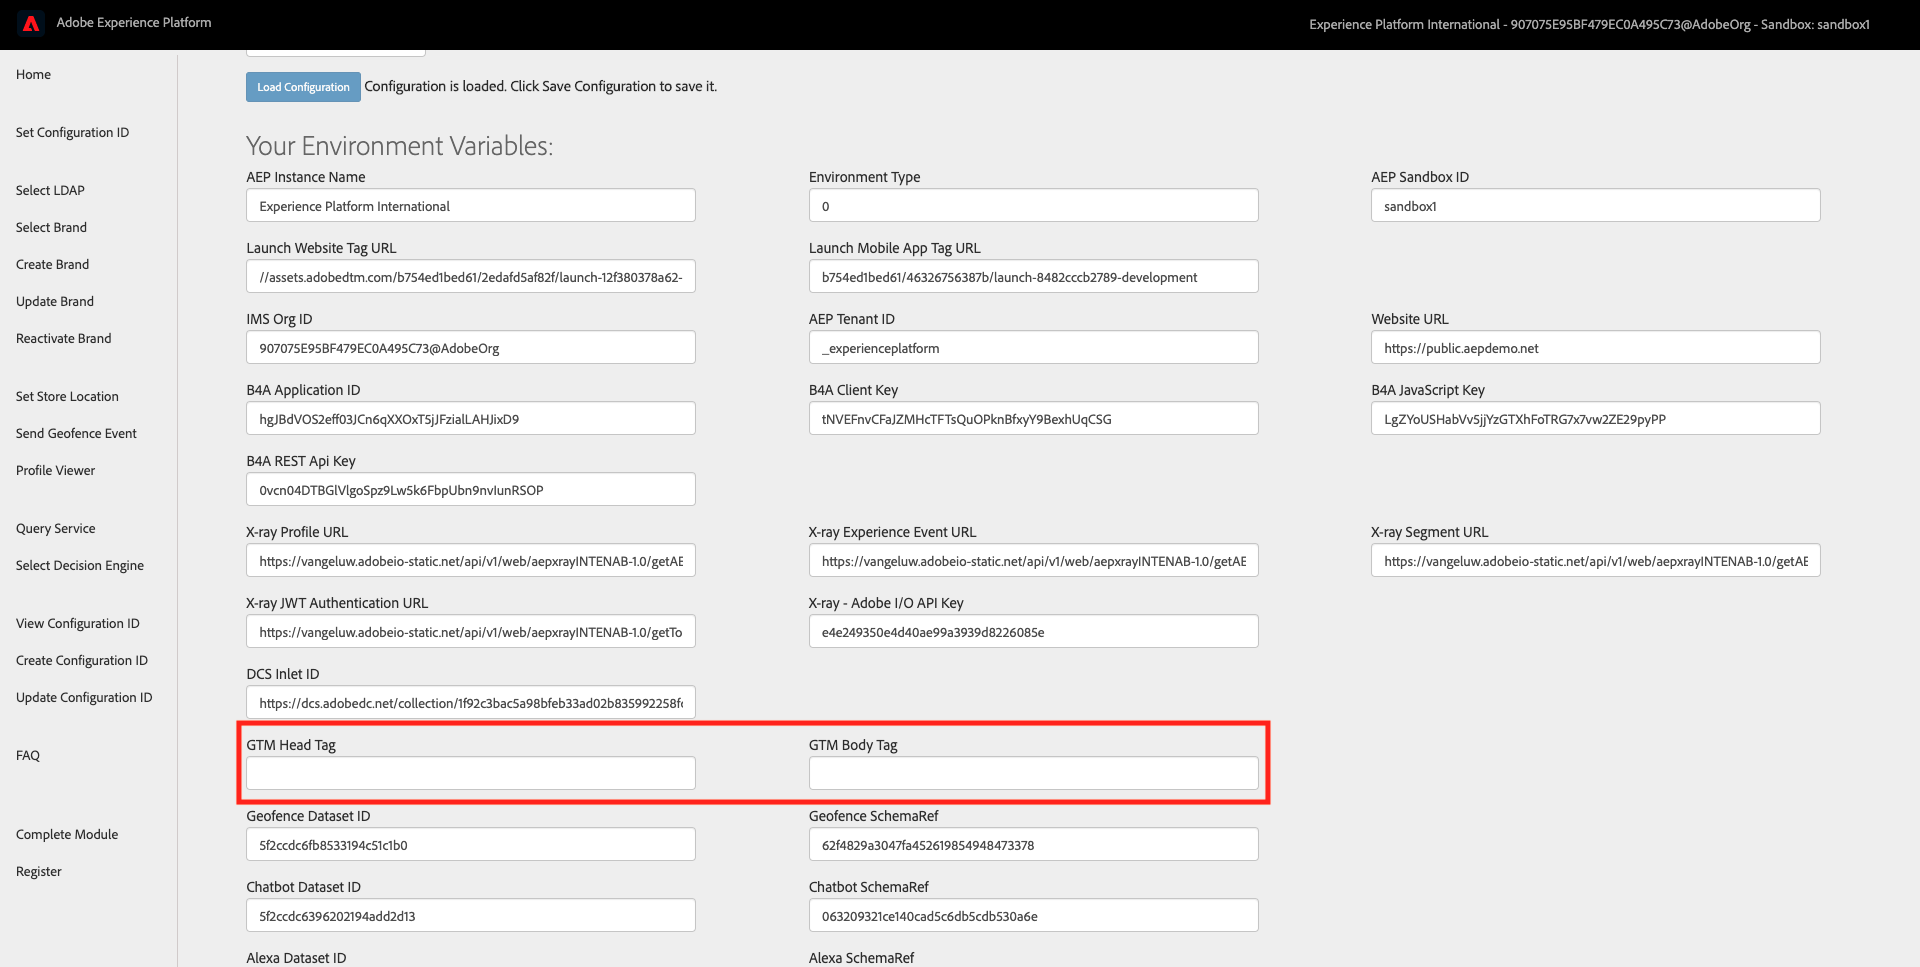 Adobe Experience Platform
Experience Platform International - 907075E95BF479EC0A495C73@AdobeOrg - Sandbox: sandbox1
Home
Set Configuration ID
Select LDAP
Select Brand
Create Brand
Update Brand
Reactivate Brand
Set Store Location
Send Geofence Event
Profile Viewer
Query Service
Select Decision Engine
View Configuration ID
Create Configuration ID
Update Configuration ID
FAQ
Complete Module
Register
Load Configuration Configuration is loaded. Click Save Configuration to save it.
Your Environment Variables:
AEP Instance Name
Experience Platform International
Environment Type
0
AEP Sandbox ID
sandbox1
Launch Website Tag URL
//assets.adobedtm.com/b754ed1bed61/2edafd5af82f/launch-12f380378a62-
Launch Mobile App Tag URL
b754ed1bed61/46326756387b/launch-8482cccb2789-development
IMS Org ID
907075E95BF479EC0A495C73@AdobeOrg
AEP Tenant ID
_experienceplatform
Website URL
https://public.aepdemo.net
B4A Application ID
hgJBdVOS2eff03JCn6qXXOxT5jJFzialLAHJixD9
B4A Client Key
tNVEFnvCFaJZMHcTFTsQuOPknBfxyY9BexhUqCSG
B4A JavaScript Key
LgZYoUSHabVv5jjYzGTXhFoTRG7x7vw2ZE29pyPP
B4A REST Api Key
0vcn04DTBGlVlgoSpz9Lw5k6FbpUbn9nvIunRSOP
X-ray Profile URL
https://vangeluw.adobeio-static.net/api/v1/web/aepxrayINTENAB-1.0/getAE
X-ray Experience Event URL
https://vangeluw.adobeio-static.net/api/v1/web/aepxrayINTENAB-1.0/getAE
X-ray Segment URL
https://vangeluw.adobeio-static.net/api/v1/web/aepxrayINTENAB-1.0/getAE
X-ray JWT Authentication URL
https://vangeluw.adobeio-static.net/api/v1/web/aepxrayINTENAB-1.0/getTo
X-ray - Adobe I/O API Key
e4e249350e4d40ae99a3939d8226085e
DCS Inlet ID
https://dcs.adobedc.net/collection/1f92c3bac5a98bfeb33ad02b835992258f
GTM Head Tag
GTM Body Tag
Geofence Dataset ID
5f2ccdc6fb8533194c51c1b0
Geofence SchemaRef
62f4829a3047fa452619854948473378
Chatbot Dataset ID
5f2ccdc6396202194add2d13
Chatbot SchemaRef
063209321ce140cad5c6db5cdb530a6e
Alexa Dataset ID
Alexa SchemaRef